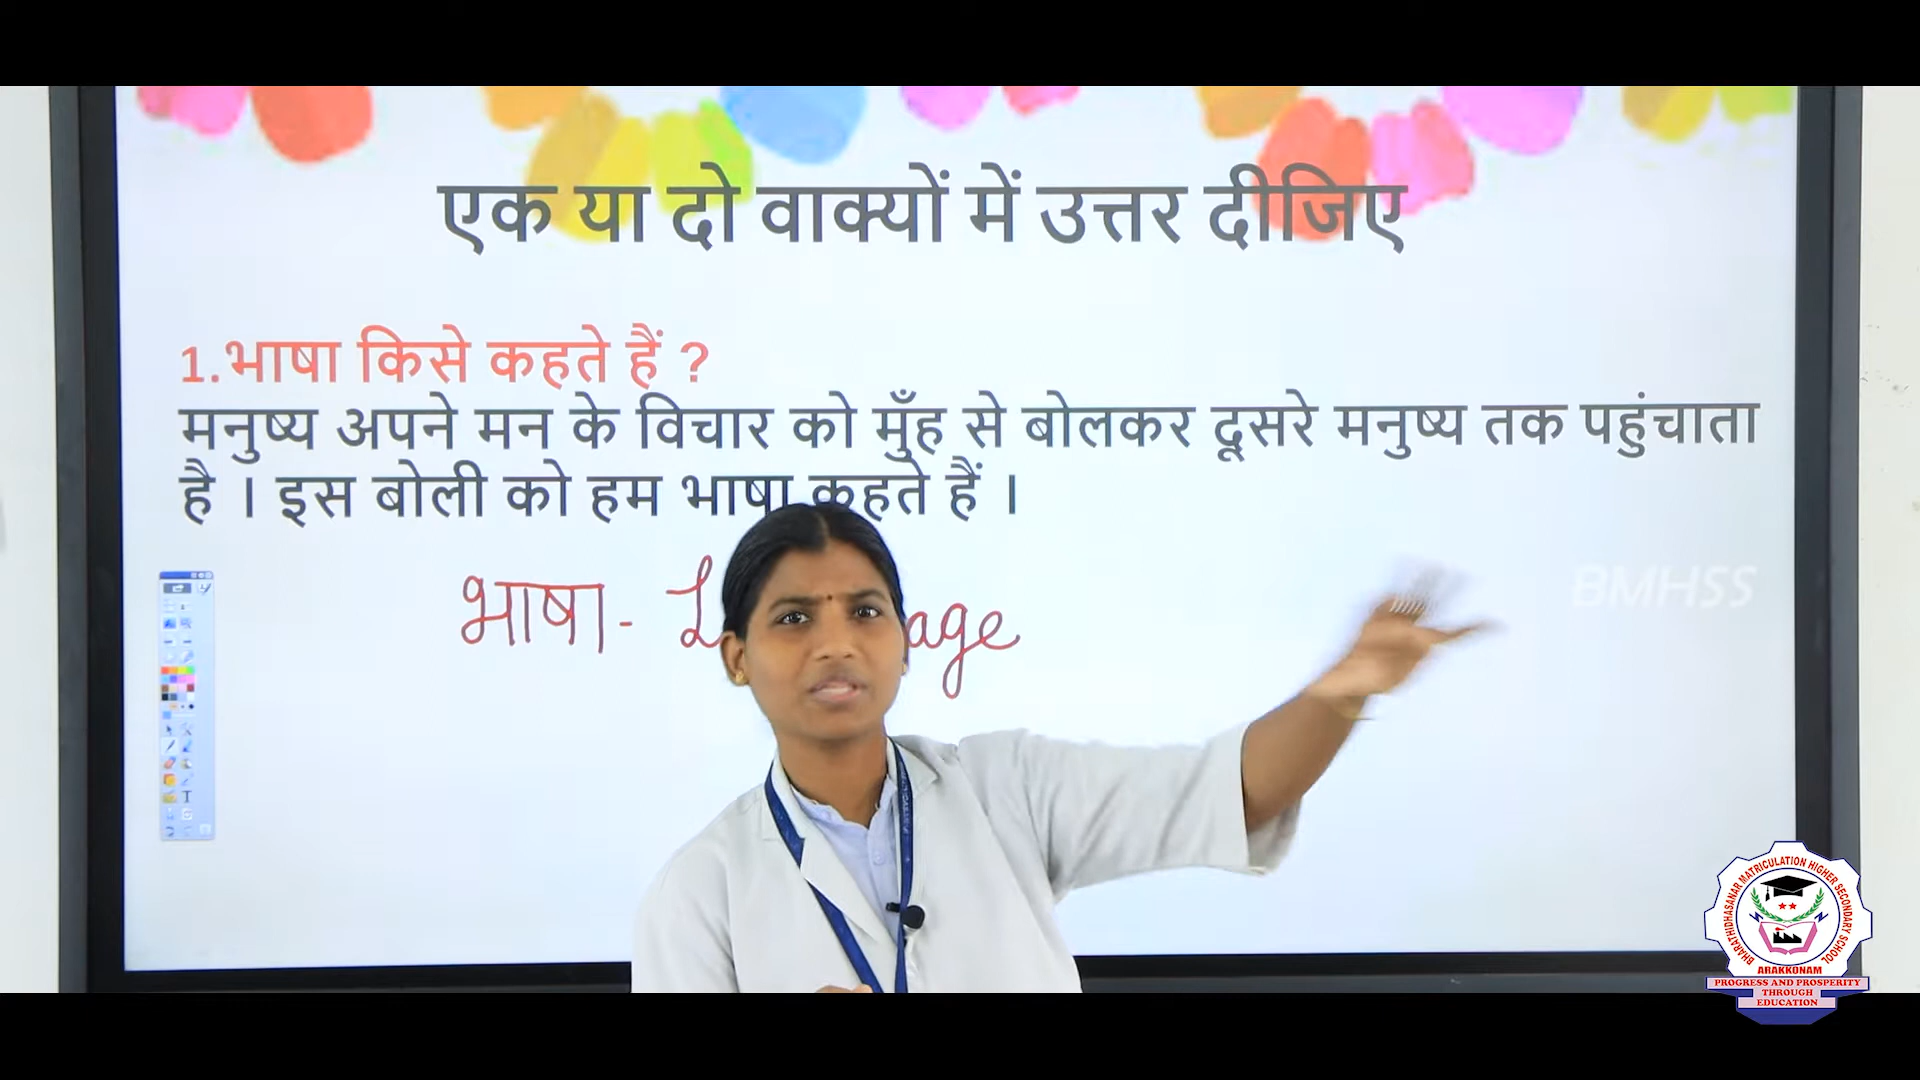 एक या दो वाक्यों में उत्तर दीजिए
1.भाषा किसे कहते हैं ?
मनुष्य अपने मन के विचार को मुँह से बोलकर दूसरे मनुष्य तक पहुंचाता
है । इस बोली को हम भाषा कहते हैं ।
भाषा-
BMHSS
BHARATHIDHASANAR MATRICULATION HIGHER SECONDARY SCHOOL
ARAKKONAM
PROGRESS AND PROSPERITY
THROUGH
EDUCATION